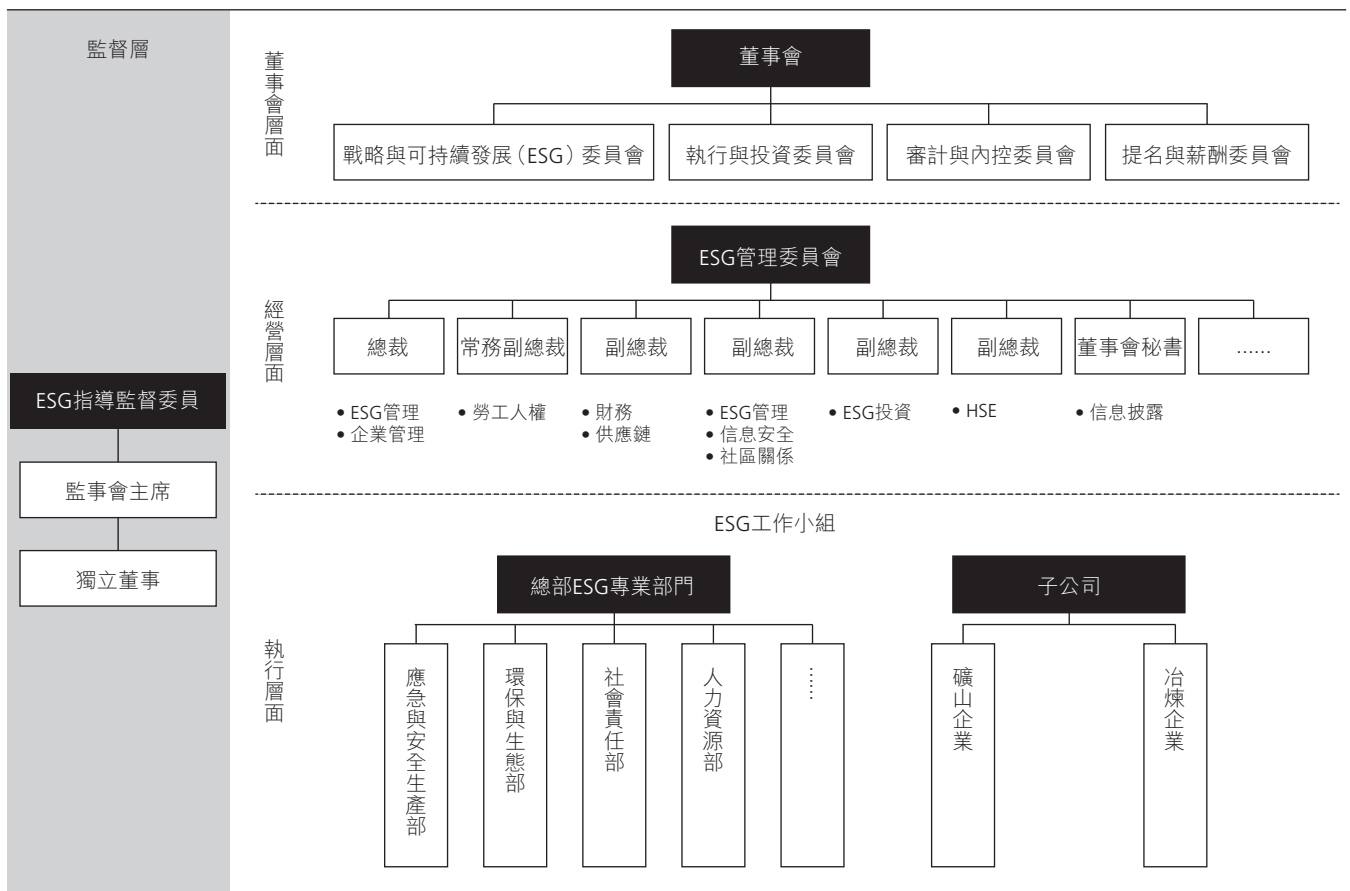 監督層
ESG指導監督委員
監事會主席
獨立董事
董事會層面
董事會
戰略與可持續發展（ESG）委員會
執行與投資委員會
審計與內控委員會
提名與薪酬委員會
經營層面
ESG管理委員會
總裁
• ESG管理
• 企業管理
常務副總裁
• 勞工人權
副總裁
• 財務
• 供應鏈
副總裁
• ESG管理
• 信息安全
• 社區關係
副總裁
• ESG投資
副總裁
• HSE
董事會秘書
• 信息披露
......
執行層面
ESG工作小組
總部ESG專業部門
應急與安全生產部
環保與生態部
社會責任部
人力資源部
......
子公司
礦山企業
冶煉企業